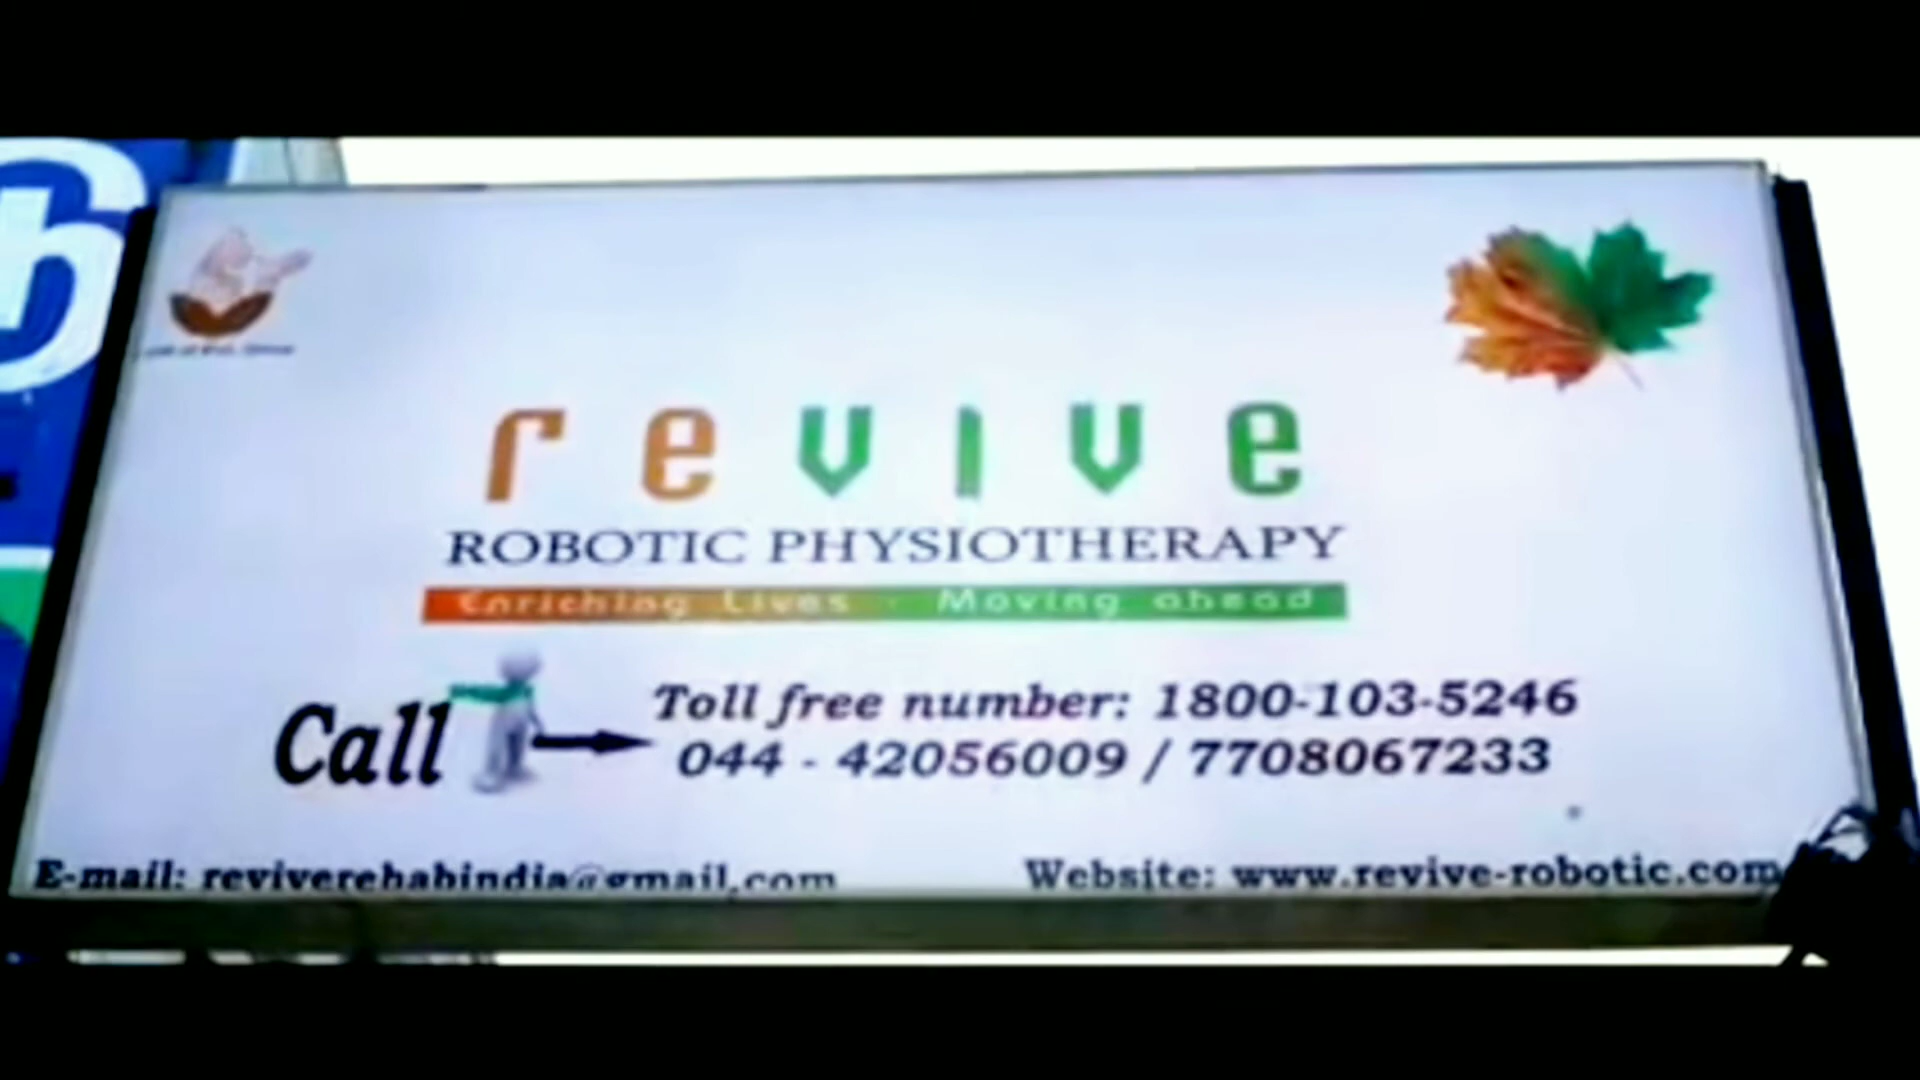 revive
ROBOTIC PHYSIOTHERAPY
Enriching Lives - Moving ahead
Call
Toll free number: 1800-103-5246
044 - 42056009 / 7708067233
E-mail: reviverehabindia@gmail.com
Website: www.revive-robotic.com